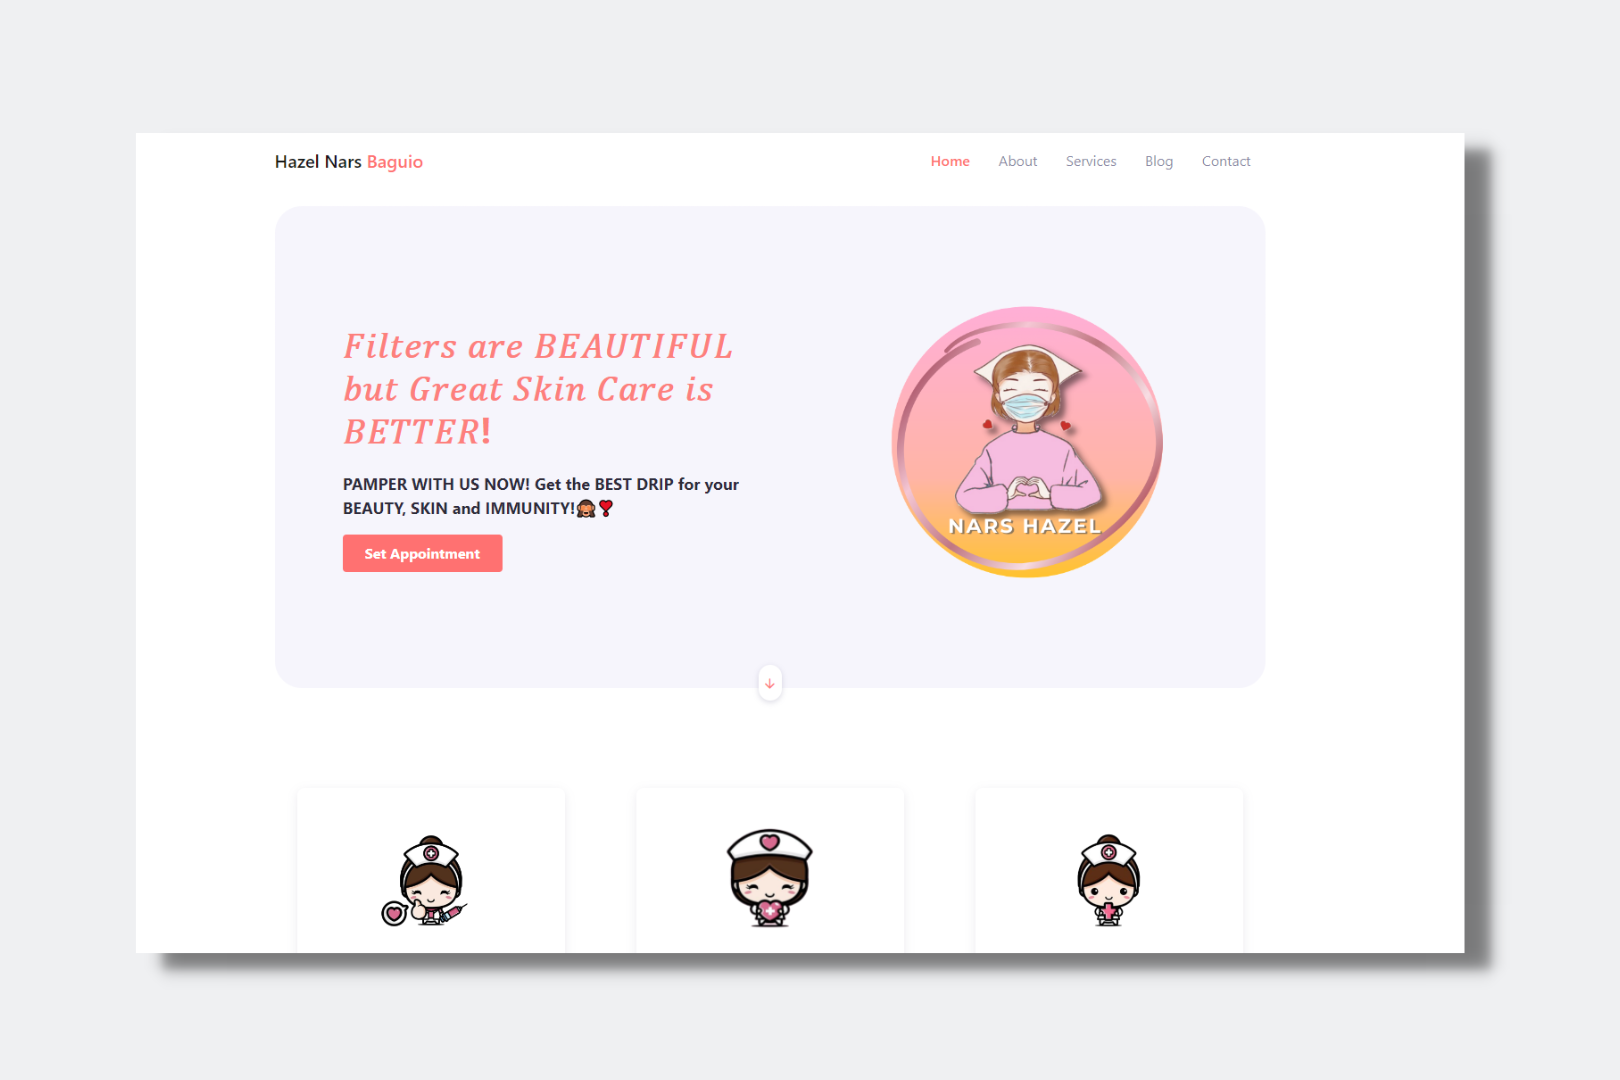 Hazel Nars Baguio
Home About Services Blog Contact
Filters are BEAUTIFUL
but Great Skin Care is
BETTER!
PAMPER WITH US NOW! Get the BEST DRIP for your
BEAUTY, SKIN and IMMUNITY!🙈❣️
Set Appointment
NARS HAZEL